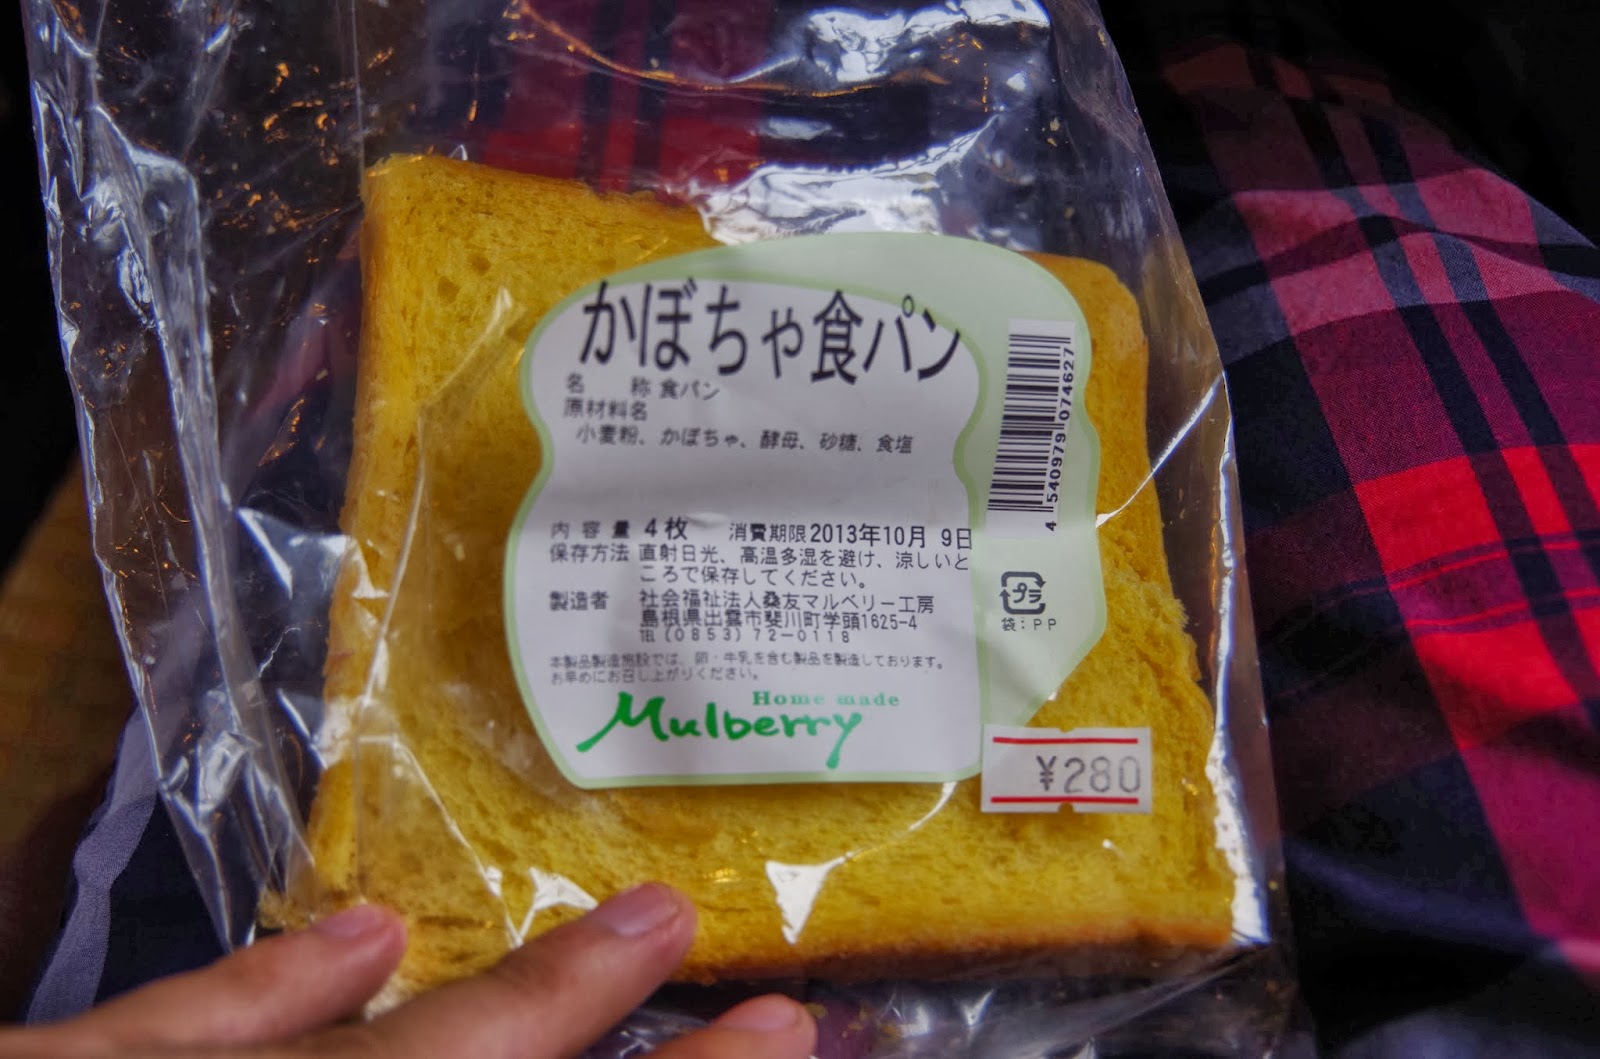 かぼちゃ食パン
名　称 食パン
原材料名
小麦粉、かぼちゃ、酵母、砂糖、食塩
内 容 量 4枚　消費期限2013年10月 9日
保存方法 直射日光、高温多湿を避け、涼しいと
ころで保存してください。
製造者 社会福祉法人桑友マルベリー工房
島根県出雲市斐川町学頭1625-4
TEL (0853) 72-0118
本製品製造施設では、卵・牛乳を含む製品を製造しております。
お早めにお召し上がりください。
Home made
Mulberry
4 540979 074627
プラ
袋:PP
¥280